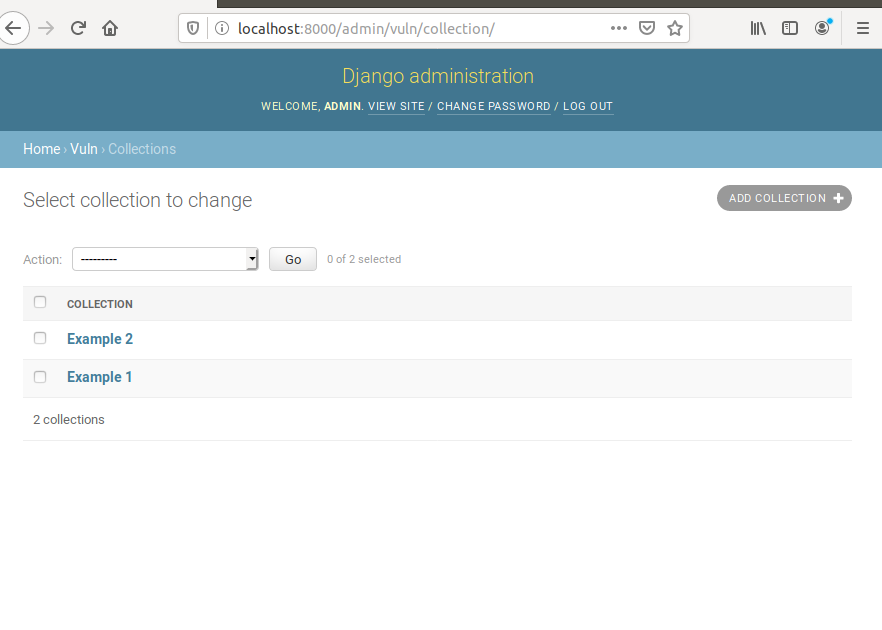 localhost:8000/admin/vuln/collection/
Django administration
WELCOME, ADMIN. VIEW SITE / CHANGE PASSWORD / LOG OUT
Home › Vuln › Collections
Select collection to change
ADD COLLECTION +
Action: --------- Go 0 of 2 selected
COLLECTION
Example 2
Example 1
2 collections